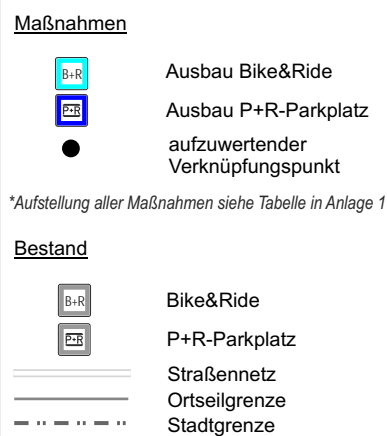 Maßnahmen
B+R Ausbau Bike&Ride
P+R Ausbau P+R-Parkplatz
aufzuwertender
Verknüpfungspunkt
*Aufstellung aller Maßnahmen siehe Tabelle in Anlage 1
Bestand
B+R Bike&Ride
P+R P+R-Parkplatz
Straßennetz
Ortseilgrenze
Stadtgrenze